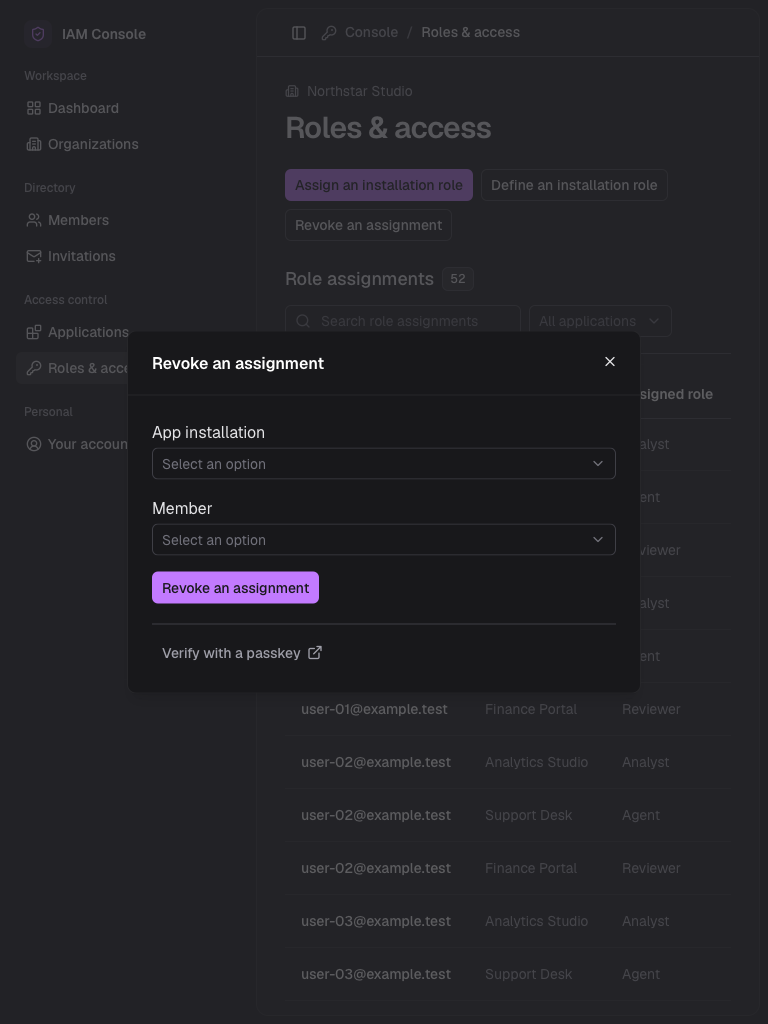 IAM Console
Workspace
Dashboard
Organizations
Directory
Members
Invitations
Access control
Applications
Roles & acce
Personal
Your accoun
Console / Roles & access
Northstar Studio
Roles & access
Assign an installation role
Define an installation role
Revoke an assignment
Role assignments 52
Search role assignments
All applications
signed role
alyst
ent
viewer
alyst
ent
Revoke an assignment
App installation
Select an option
Member
Select an option
Revoke an assignment
Verify with a passkey
user-01@example.test Finance Portal Reviewer
user-02@example.test Analytics Studio Analyst
user-02@example.test Support Desk Agent
user-02@example.test Finance Portal Reviewer
user-03@example.test Analytics Studio Analyst
user-03@example.test Support Desk Agent